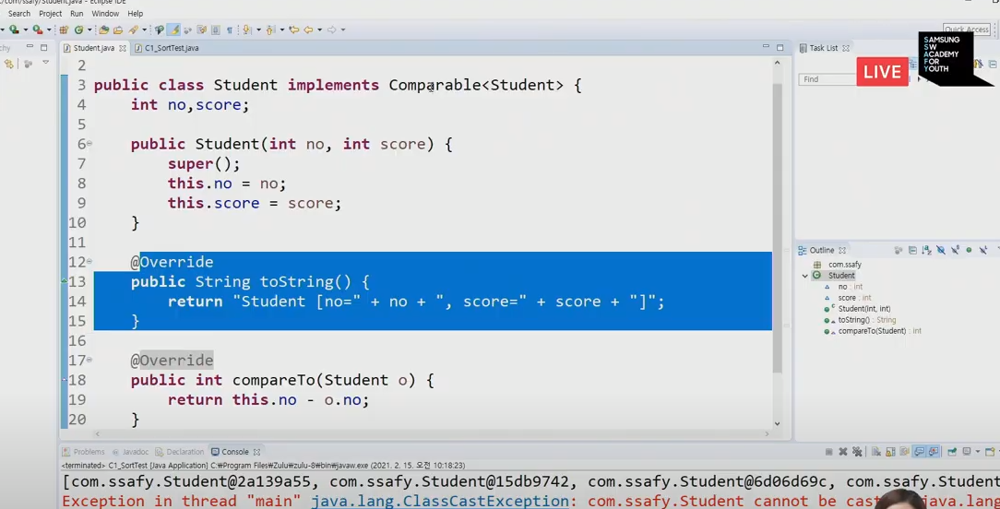 com.ssafy/Student.java - Eclipse IDE
Search Project Run Window Help
Quick Access
Student.java C1_SortTest.java
Task List
SAMSUNG
SW
ACADEMY
FOR
YOUTH
LIVE
Find
2
3 public class Student implements Comparable<Student> {
4 int no,score;
5
6 public Student(int no, int score) {
7 super();
8 this.no = no;
9 this.score = score;
10 }
11
12 @Override
13 public String toString() {
14 return "Student [no=" + no + ", score=" + score + "]";
15 }
16
17 @Override
18 public int compareTo(Student o) {
19 return this.no - o.no;
20 }
Outline
com.ssafy
Student
no : int
score : int
Student(int, int)
toString() : String
compareTo(Student) : int
Problems Javadoc Declaration Console
<terminated> C1_SortTest [Java Application] C:\Program Files\Zulu\zulu-8\bin\javaw.exe (2021. 2. 15. 오전 10:18:23)
[com.ssafy.Student@2a139a55, com.ssafy.Student@15db9742, com.ssafy.Student@6d06d69c, com.ssafy.Student
Exception in thread "main" java.lang.ClassCastException: com.ssafy.Student cannot be cast java.lang.